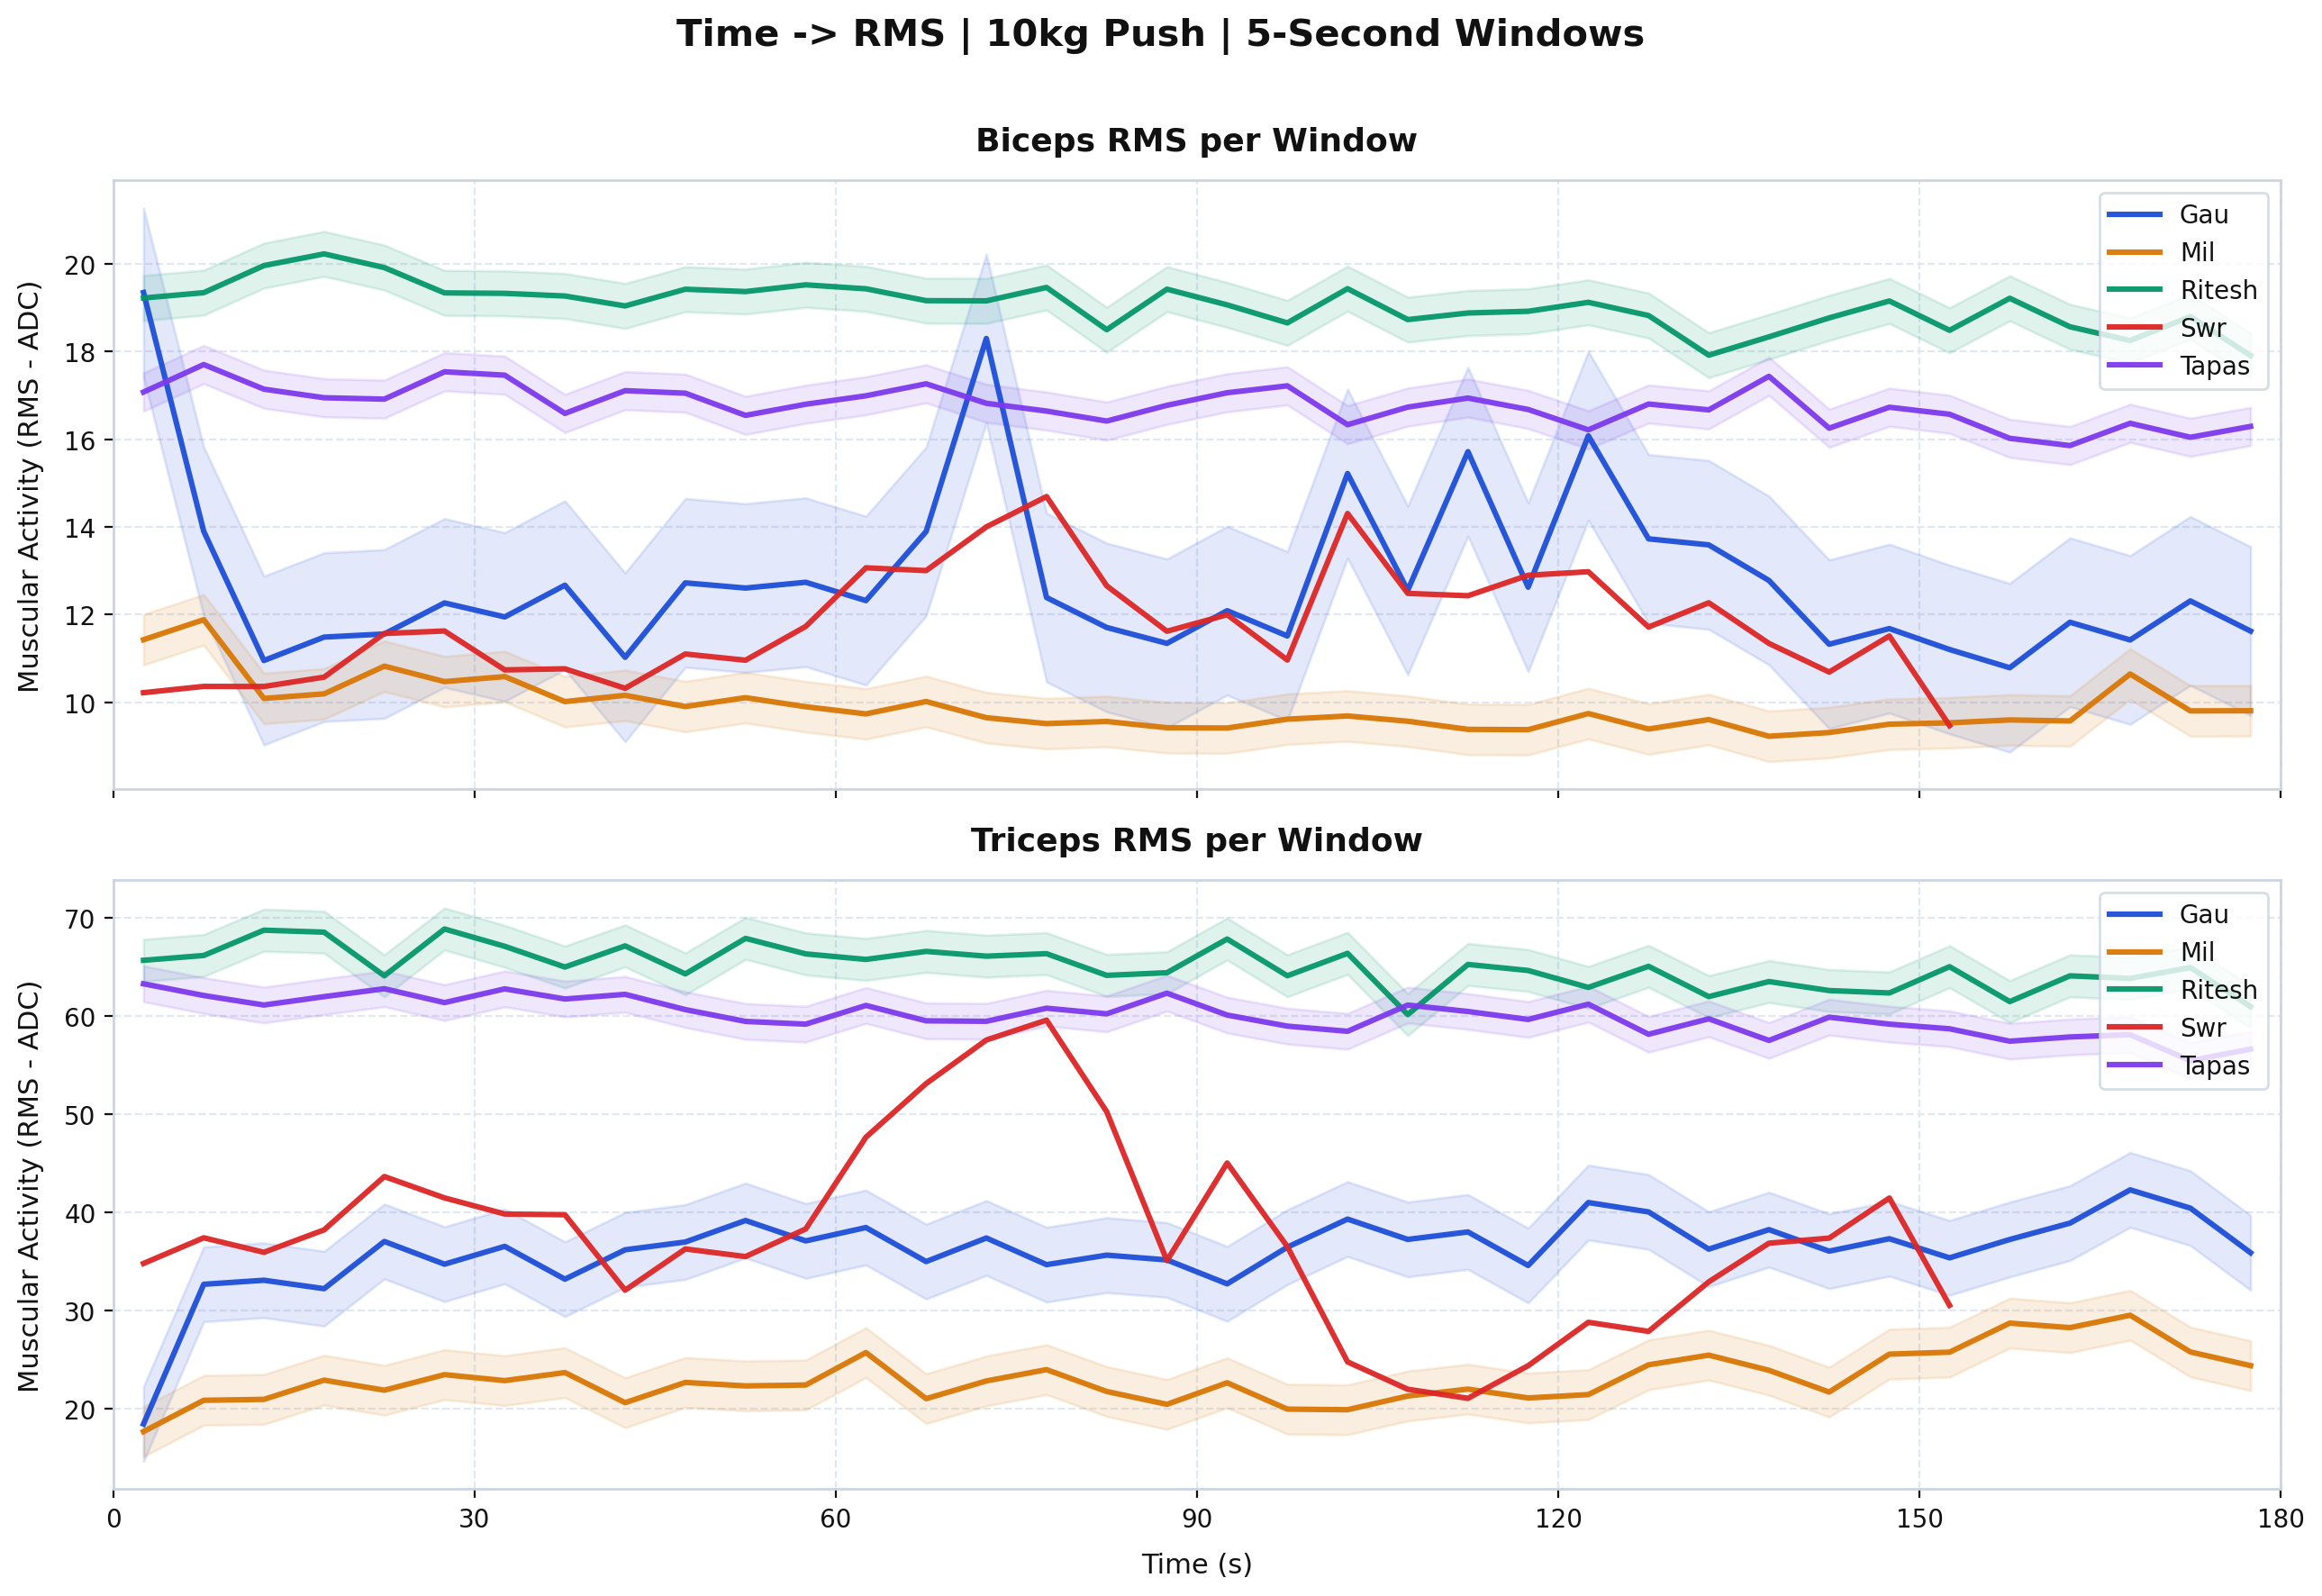 Time -> RMS | 10kg Push | 5-Second Windows
Biceps RMS per Window
Muscular Activity (RMS - ADC)
20
18
16
14
12
10
Gau
Mil
Ritesh
Swr
Tapas
Triceps RMS per Window
Muscular Activity (RMS - ADC)
70
60
50
40
30
20
Gau
Mil
Ritesh
Swr
Tapas
0 30 60 90 120 150 180
Time (s)